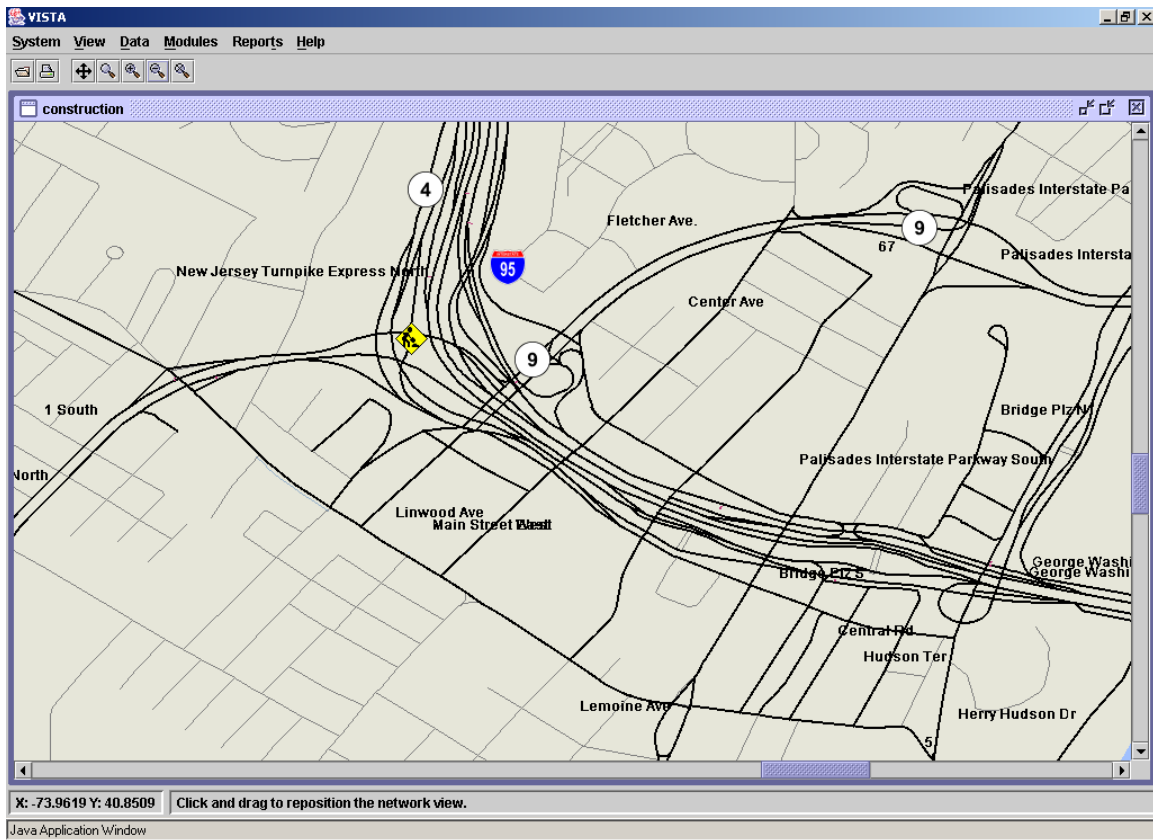 VISTA
System View Data Modules Reports Help
construction
4
Palisades Interstate Pa
Fletcher Ave.
9
67
Palisades Intersta
New Jersey Turnpike Express North
95
Center Ave
9
1 South
Bridge Plz N
Palisades Interstate Parkway South
North
Linwood Ave
Main Street
George Washi
George Washi
Bridge Plz S
Central Rd
Hudson Ter
Lemoine Ave
Herry Hudson Dr
5
X: -73.9619 Y: 40.8509 Click and drag to reposition the network view.
Java Application Window